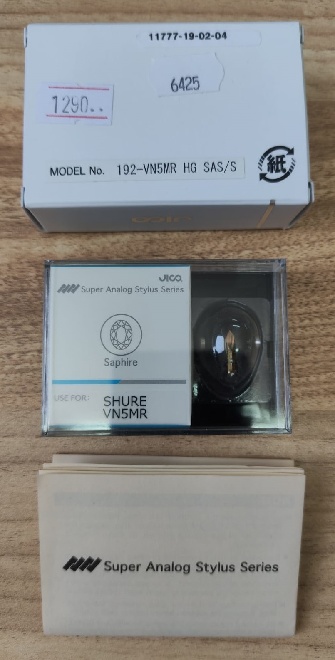 11777-19-02-04
6425
1290..
MODEL No. 192-VN5MR HG SAS/S
紙
JICO
Super Analog Stylus Series
Saphire
USE FOR:
SHURE
VN5MR
Super Analog Stylus Series